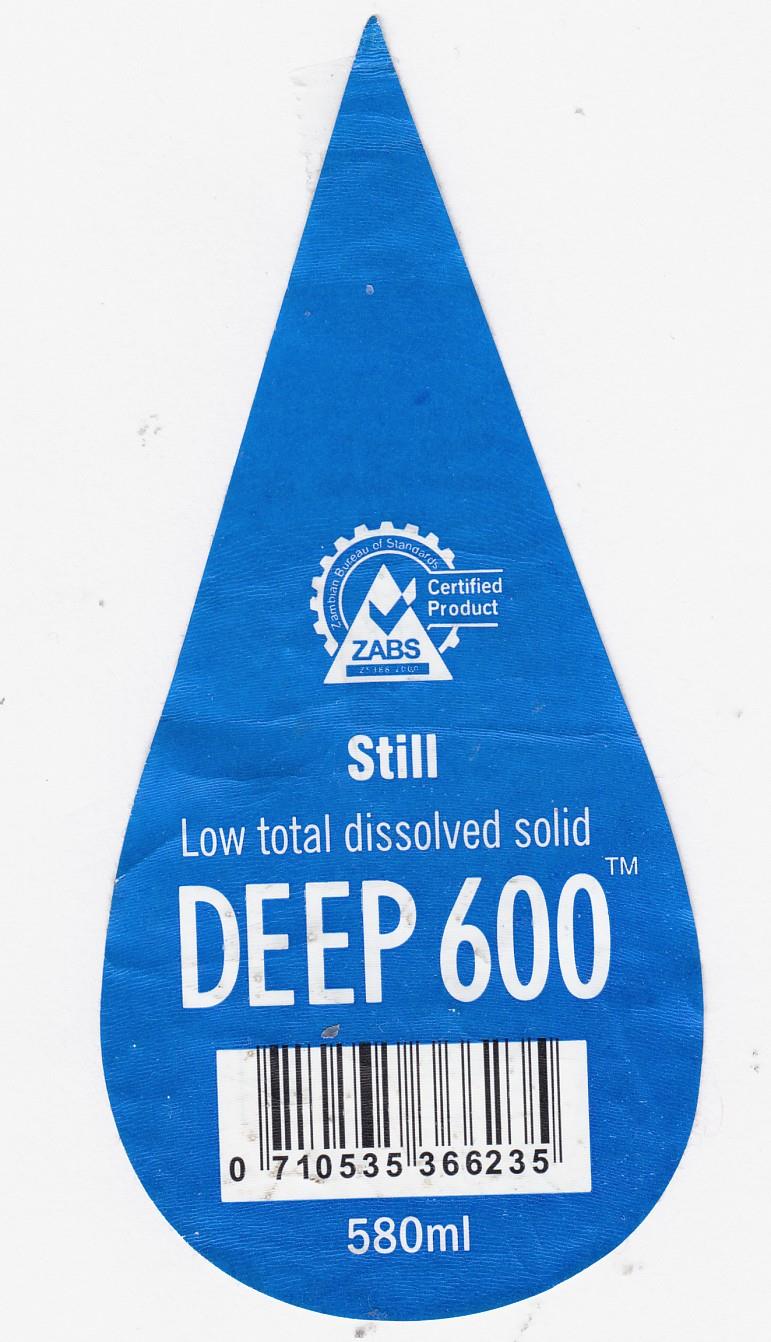 Zambian Bureau of Standards
Certified
Product
ZABS
Still
Low total dissolved solid
DEEP 600™
0 710535 366235
580ml